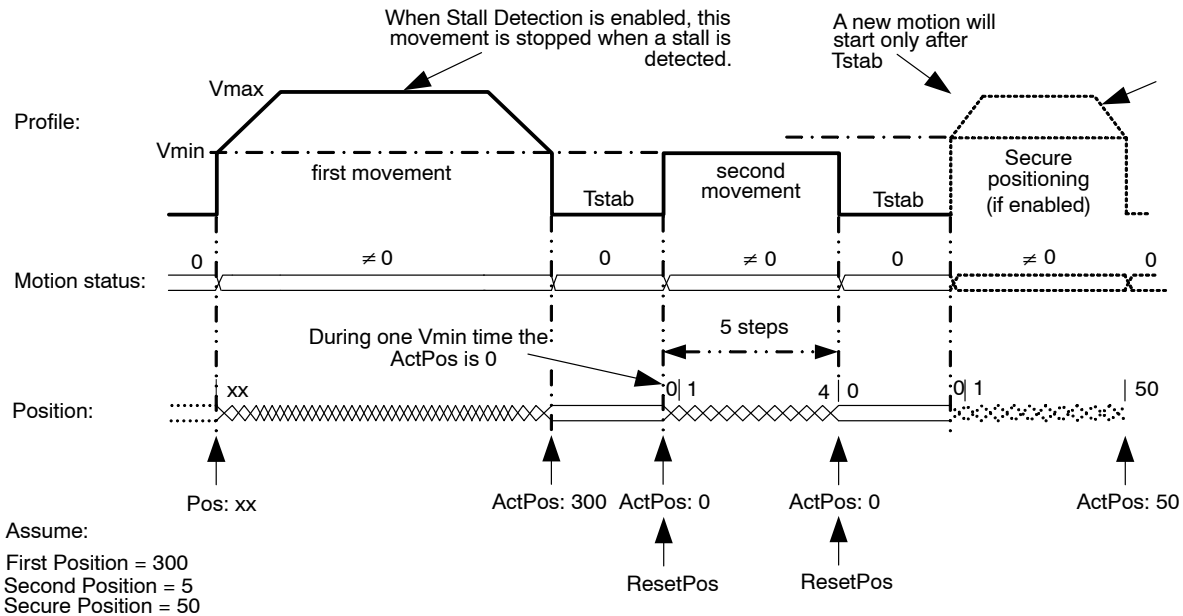 When Stall Detection is enabled, this
movement is stopped when a stall is
detected.
A new motion will
start only after
Tstab
Vmax
Profile:
Vmin
first movement
Tstab
second
movement
Tstab
Secure
positioning
(if enabled)
Motion status:
0
≠ 0
0
≠ 0
0
≠ 0
0
During one Vmin time the
ActPos is 0
5 steps
Position:
xx
0
1
4
0
0
1
50
Pos: xx
ActPos: 300
ActPos: 0
ActPos: 0
ActPos: 50
Assume:
First Position = 300
Second Position = 5
Secure Position = 50
ResetPos
ResetPos